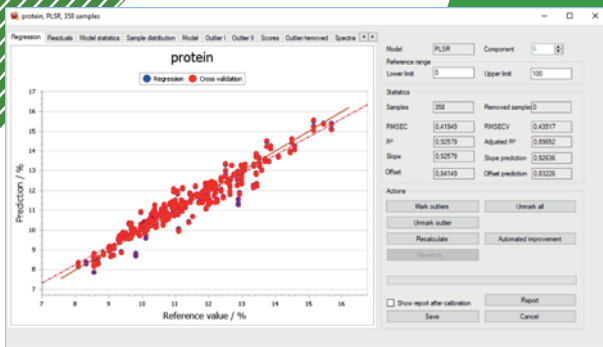 protein, PLSR, 358 samples
Regression Residuals Model statistics Sample distribution Model Outlier I Outlier II Scores Outlier/removed Spectra
protein
Regression Cross validation
Prediction / %
17
16
15
14
13
12
11
10
9
8
7
7 8 9 10 11 12 13 14 15 16
Reference value / %
Model PLSR Component 6
Reference range
Lower limit 0 Upper limit 100
Statistics
Samples 358 Removed samples 0
RMSEC 0,41949 RMSECV 0,43517
R² 0,92579 Adjusted R² 0,89652
Slope 0,92579 Slope prediction 0,92636
Offset 0,84149 Offset prediction 0,83226
Actions
Mark outliers Unmark all
Unmark outlier
Recalculate Automated improvement
Revert to
Show report after calibration Report
Save Cancel